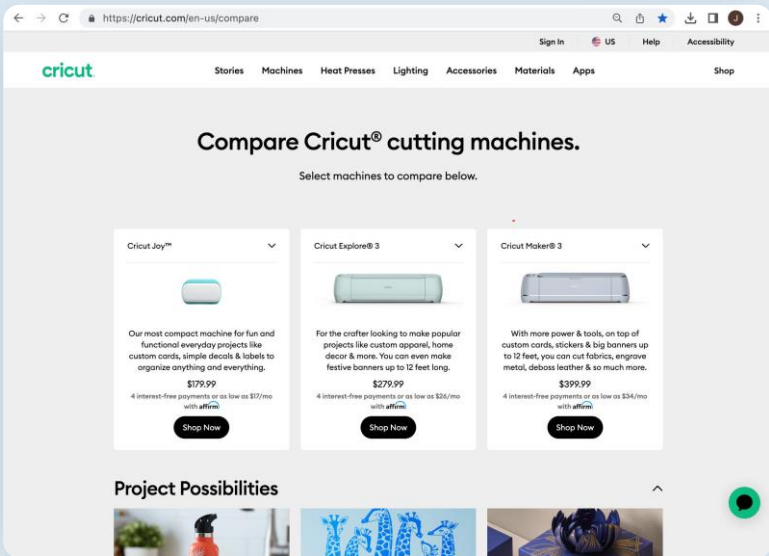 https://cricut.com/en-us/compare
J
Sign In US Help Accessibility
cricut
Stories Machines Heat Presses Lighting Accessories Materials Apps Shop
Compare Cricut® cutting machines.
Select machines to compare below.
Cricut Joy™
Our most compact machine for fun and
functional everyday projects like
custom cards, simple decals & labels to
organize anything and everything.
$179.99
4 interest-free payments or as low as $17/mo
with affirm
Shop Now
Cricut Explore® 3
For the crafter looking to make popular
projects like custom apparel, home
decor & more. You can even make
festive banners up to 12 feet long.
$279.99
4 interest-free payments or as low as $26/mo
with affirm
Shop Now
Cricut Maker® 3
With more power & tools, on top of
custom cards, stickers & big banners up
to 12 feet, you can cut fabrics, engrave
metal, deboss leather & so much more.
$399.99
4 interest-free payments or as low as $34/mo
with affirm
Shop Now
Project Possibilities